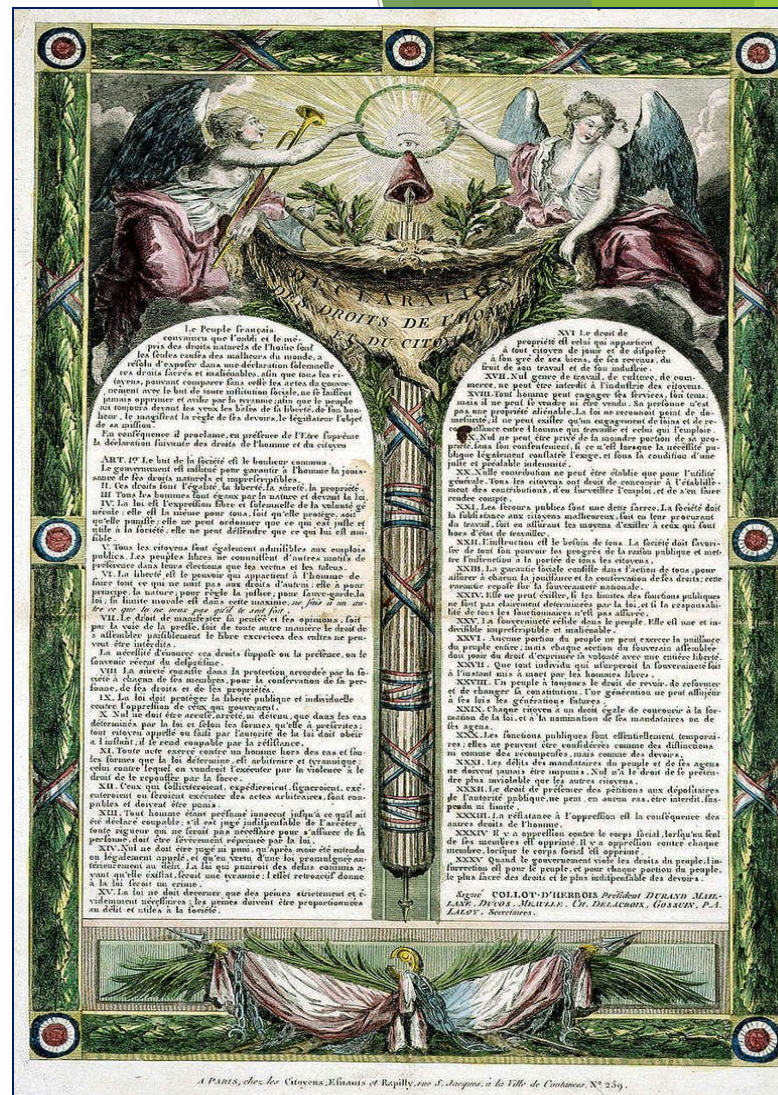 DECLARATION
DES DROITS DE L'HOMME
ET DU CITOYEN
Le Peuple français
convaincu que l'oubli et le mé-
pris des droits naturels de l'home sont
les seules causes des malheurs du monde, a
résolu d'exposer dans une déclaration solemnelle
ces droits sacrés et inaliénables, afin que tous les ci-
toyens, pouvant comparer sans cesse les actes du gouver-
nement avec le but de toute institution sociale, ne se laissent
jamais opprimer et avilir par la tyrannie; afin que le peuple
ait toujours devant les yeux les bases de sa liberté, de son bon-
heur, le magistrat la règle de ses devoirs, le législateur l'objet
de sa mission.
En conséquence il proclame, en présence de l'Etre suprême
la déclaration suivante des droits de l'homme et du citoyen
ART. 1er Le but de la société est le bonheur commun.
Le gouvernement est institué pour garantir à l'homme la jouis-
sance de ses droits naturels et imprescriptibles.
II. Ces droits sont l'égalité, la liberté, la sûreté, la propriété.
III Tous les hommes sont égaux par la nature et devant la loi.
IV. La loi est l'expression libre et solemnelle de la volonté gé
nérale; elle est la même pour tous, soit qu'elle protège, soit
qu'elle punisse; elle ne peut ordonner que ce qui est juste et
utile à la société: elle ne peut déffendre que ce qui lui est nui-
sible.
V. Tous les citoyens sont également admissibles aux emplois
publics. Les peuples libres ne connoissent d'autres motifs de
préférence dans leurs élections que les vertus et les talens.
VI. La liberté est le pouvoir qui appartient à l'homme de
faire tout ce qui ne nuit pas aux droits d'autrui: elle a pour
principe, la nature; pour règle la justice; pour sauve-garde, la
loi; sa limite morale est dans cette maxime, ne fais à un au-
tre ce que tu ne veux pas qu'il te soit fait.
VII. Le droit de manifester sa pensée et ses opinions, soit
par la voie de la presse, soit de toute autre manière le droit de
s'assembler paisiblement le libre exercices des cultes ne peu-
vent être interdits.
La nécessité d'énoncer ces droits suppose ou la présence, ou le
souvenir récent du despotisme.
VIII La sûreté consiste dans la protection accordée par la so-
ciété à chacun de ses membres, pour la conservation de sa per-
sonne, de ses droits et de ses propriétés.
IX. La loi doit protéger la liberté publique et individuelle
contre l'oppression de ceux qui gouvernent.
X Nul ne doit être accusé, arrêté, ni détenu, que dans les cas
déterminés par la loi et selon les formes qu'elle à prescrites;
tout citoyen appellé ou saisi par l'autorité de la loi doit obéir
a l'instant; il se rend coupable par la résistance.
XI. Toute acte exercé contre un homme hors des cas et sans
les formes que la loi détermine, est arbitraire et tyrannique;
celui contre lequel on voudroit l'exécuter par la violence à le
droit de le repousser par la force.
XII. Ceux qui solliciteroient, expédieroient, signeroient, exé-
cuteroient ou feroient exécuter des actes arbitraires, sont cou-
pables et doivent être punis.
XIII. Tout homme étant présumé innocent jusqu'à ce qu'il ait
été déclaré coupable; s'il est jugé indispensable de l'arrêter,
toute rigueur qui ne seroit pas nécessaire pour s'assurer de sa
personne, doit être sévèrement réprimée par la loi.
XIV. Nul ne doit être jugé ni puni, qu'après avoir été entendu
ou légalement appelé, et qu'en vertu d'une loi promulguée an-
térieurement au délit. La loi qui puniroit des délits commis a-
vant qu'elle existât, seroit une tyrannie; l'effet retroactif donné
à la loi seroit un crime.
XV. La loi ne doit décerner que des peines strictement et é-
videmment nécessaires: les peines doivent être proportionnées
au délit et utiles à la société.
XVI Le droit de
propriété est celui qui appartient
à tout citoyen de jouir et de disposer
à son gré de ses biens, de ses revenus, du
fruit de son travail et de son industrie.
XVII. Nul genre de travail, de culture, de com-
merce, ne peut être interdit à l'industrie des citoyens.
XVIII. Tout homme peut engager ses services, son tems;
mais il ne peut se vendre ni être vendu. Sa personne n'est
pas une propriété aliénable. La loi ne reconnoit point de do-
mesticité; il ne peut exister qu'un engagement de soins et de re-
connoissance entre l'homme qui travaille et celui qui l'emploie.
Nul ne peut être privé de la moindre portion de sa pro-
priété, sans son consentement, si ce n'est lorsque la nécessité pu-
blique légalement constatée l'exige, et sous la condition d'une
juste et préalable indemnité.
XX. Nulle contribution ne peut être établie que pour l'utilité
générale. Tous les citoyens ont droit de concourir à l'établisse-
ment des contributions, d'en surveiller l'emploi, et de s'en faire
rendre compte.
XXI. Les secours publics sont une dette sacrée. La société doit
la subsistance aux citoyens malheureux, soit en leur procurant
du travail, soit en assurant les moyens d'exister à ceux qui sont
hors d'état de travailler.
XXII. L'instruction est le besoin de tous. La société doit favori-
ser de tout son pouvoir les progrès de la raison publique et met-
tre l'instruction à la portée de tous les citoyens.
XXIII. La garantie sociale consiste dans l'action de tous, pour
assurer à chacun la jouissance et la conservation de ses droits; cette
garantie repose sur la souveraineté nationale.
XXIV. Elle ne peut exister, si les limites des fonctions publiques
ne sont pas clairement déterminées par la loi, et si la responsabi-
lité de tous les fonctionnaires n'est pas assurée.
XXV. La souveraineté réside dans le peuple. Elle est une et in-
divisible imprescriptible et inaliénable.
XXVI. Aucune portion du peuple ne peut exercer la puissance
du peuple entier; mais chaque section du souverain assemblée
doit jouir du droit d'exprimer sa volonté avec une entière liberté.
XXVII. Que tout individu qui usurperoit la souveraineté soit
à l'instant mis à mort par les hommes libres.
XXVIII. Un peuple à toujours le droit de revoir, de reformer
et de changer sa constitution. Une génération ne peut assujétir
à ses lois les générations futures.
XXIX. Chaque citoyen à un droit égale de concourir à la for-
mation de la loi, et à la nomination de ses mandataires ou de
ses agens.
XXX. Les fonctions publiques sont essentiellement temporai-
res; elles ne peuvent être considérées comme des distinctions
ni comme des récompenses, mais comme des devoirs.
XXXI. Les délits des mandataires du peuple et de ses agens
ne doivent jamais être impunis. Nul n'a le droit de se préten-
dre plus inviolable que les autres citoyens.
XXXII. Le droit de présenter des pétitions aux dépositaires
de l'autorité publique, ne peut, en aucun cas, être interdit, sus-
pendu ni limité.
XXXIII. La résistance à l'oppression est la conséquence des
autres droits de l'homme.
XXXIV Il y a oppression contre le corps social, lorsqu'un seul
de ses membres est opprimé. Il y a oppression contre chaque
membre, lorsque le corps social est opprimé.
XXXV Quand le gouvernement viole les droits du peuple, l'in-
surrection est pour le peuple, et pour chaque portion du peuple,
le plus sacré des droits et le plus indispensable des devoirs.
Signé COLLOT-D'HERBOIS Président DURAND MAIL-
LANE, DUCOS, MEAULLE, CH. DELACROIX, GOSSUIN, P. A.
LALOY, Secrétaires.
A PARIS, chez les Citoyens, Esnauts et Rapilly, rue S. Jacques, à la Ville de Coutances, N° 259.